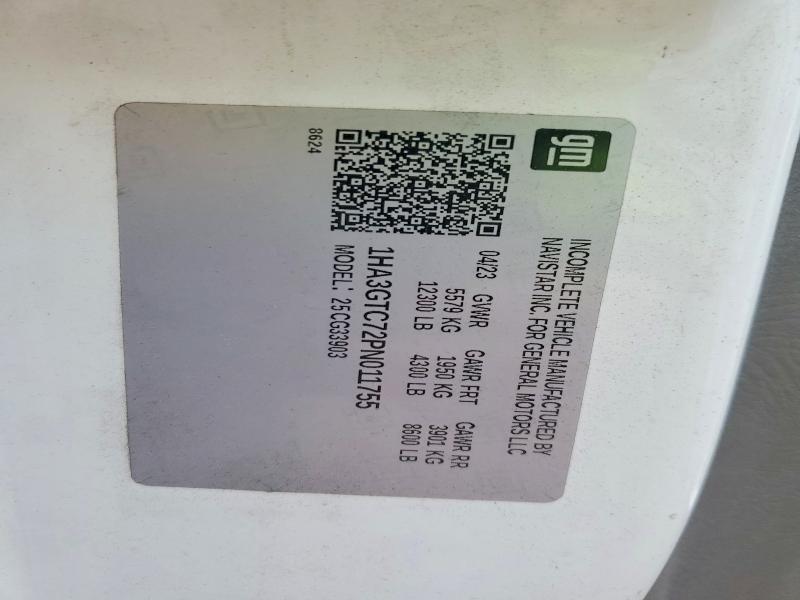 gm
INCOMPLETE VEHICLE MANUFACTURED BY
NAVISTAR INC. FOR GENERAL MOTORS LLC
04/23 GVWR GAWR FRT GAWR RR
5579 KG 1950 KG 3901 KG
12300 LB 4300 LB 8600 LB
1HA3GTC72PN011755
MODEL: 25CG33903
8624